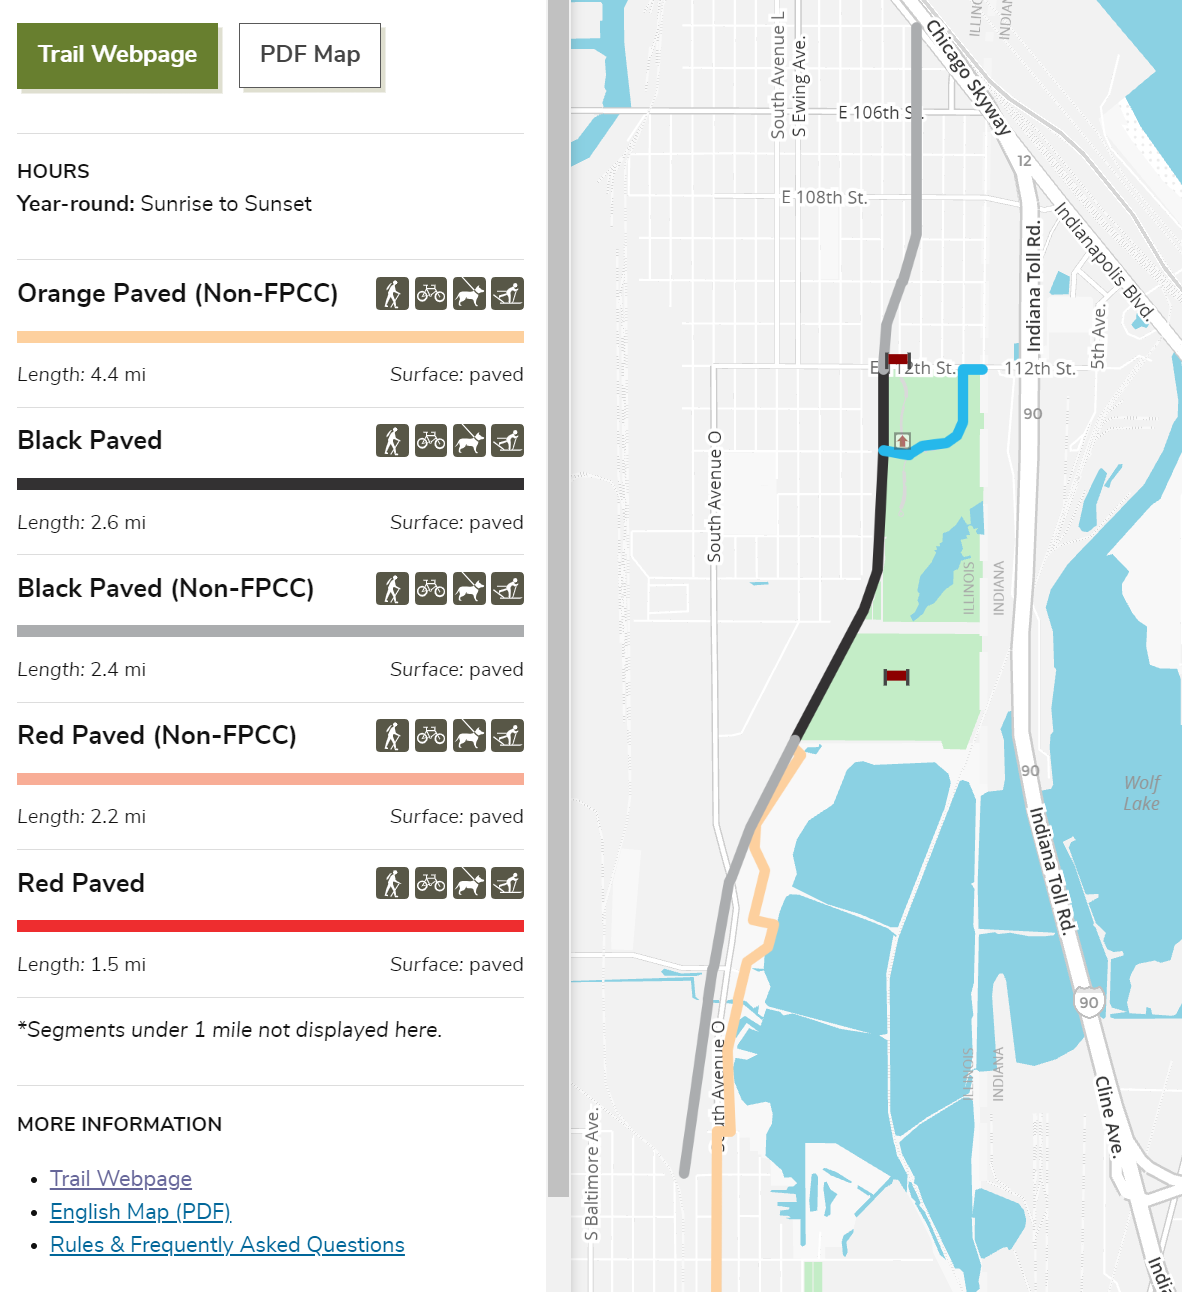 Trail Webpage
PDF Map
HOURS
Year-round: Sunrise to Sunset
Orange Paved (Non-FPCC)
Length: 4.4 mi
Surface: paved
Black Paved
Length: 2.6 mi
Surface: paved
Black Paved (Non-FPCC)
Length: 2.4 mi
Surface: paved
Red Paved (Non-FPCC)
Length: 2.2 mi
Surface: paved
Red Paved
Length: 1.5 mi
Surface: paved
*Segments under 1 mile not displayed here.
MORE INFORMATION
• Trail Webpage
• English Map (PDF)
• Rules & Frequently Asked Questions
South Avenue L
S Ewing Ave.
Chicago Skyway
E 106th S
12
E 108th St.
Indiana Toll Rd.
Indianapolis Blvd.
5th Ave.
112th St.
90
South Avenue O
ILLINOIS
INDIANA
90
Wolf
Lake
Indiana Toll Rd.
90
South Avenue O
ILLINOIS
INDIANA
Cline Ave.
S Baltimore Ave.